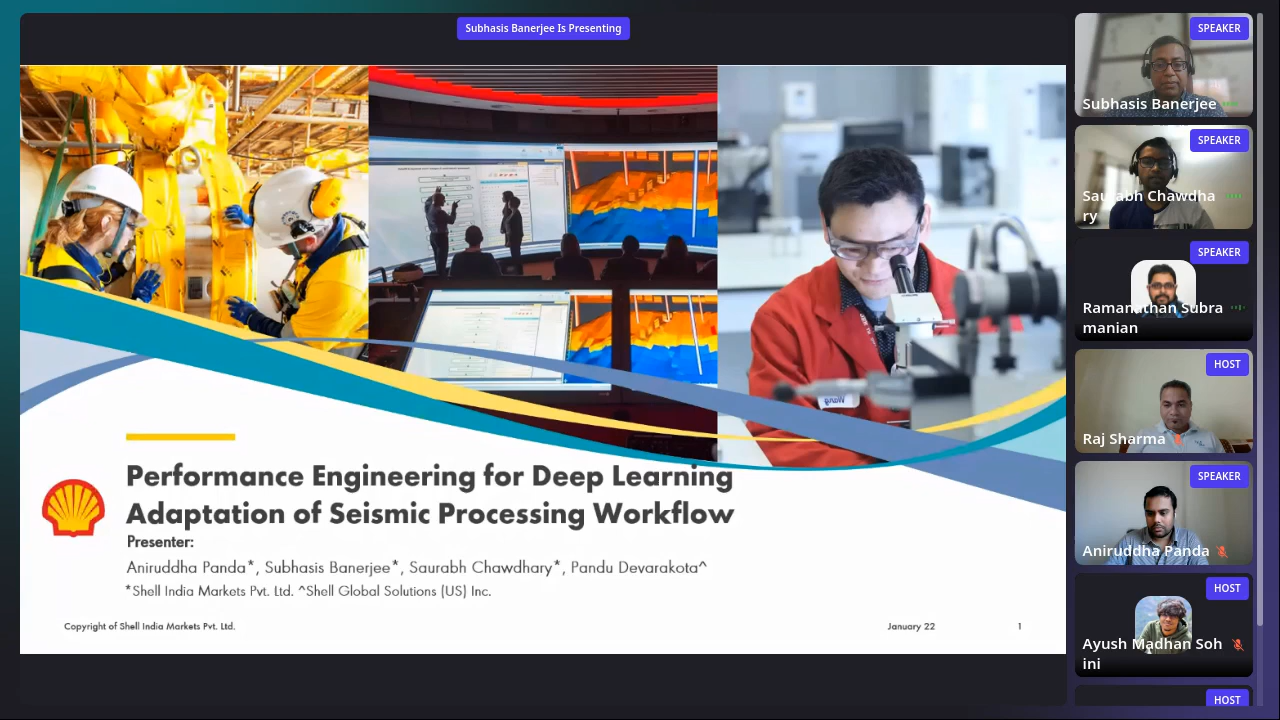 Subhasis Banerjee Is Presenting
Performance Engineering for Deep Learning
Adaptation of Seismic Processing Workflow
Presenter:
Aniruddha Panda*, Subhasis Banerjee*, Saurabh Chawdhary*, Pandu Devarakota^
*Shell India Markets Pvt. Ltd. ^Shell Global Solutions (US) Inc.
Copyright of Shell India Markets Pvt. Ltd.
January 22
1
SPEAKER
Subhasis Banerjee
SPEAKER
Saurabh Chawdha
ry
SPEAKER
Ramanathan Subra
manian
HOST
Raj Sharma
SPEAKER
Aniruddha Panda
HOST
Ayush Madhan Soh
ini
HOST